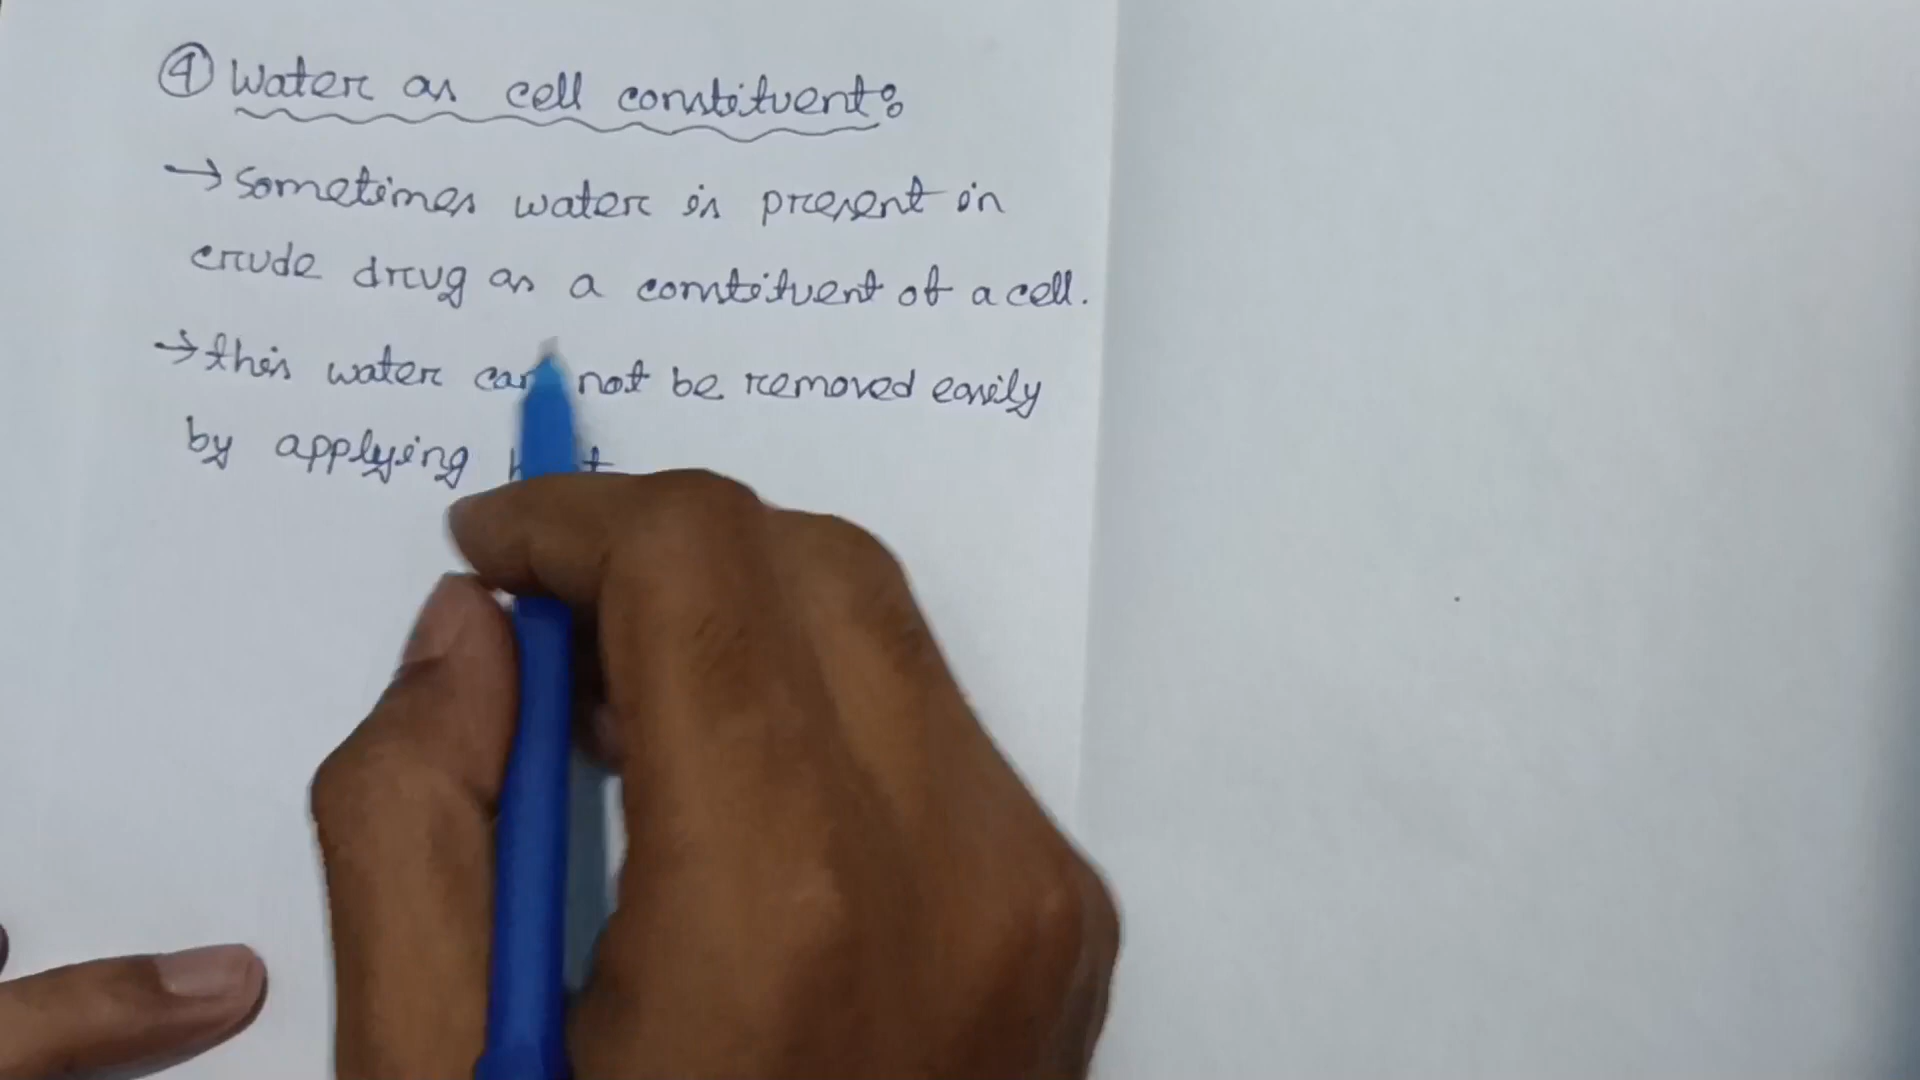 ④ Water as cell constituent:
→ Sometimes water is present in
crude drug as a constituent of a cell.
→ this water can not be removed easily
by applying